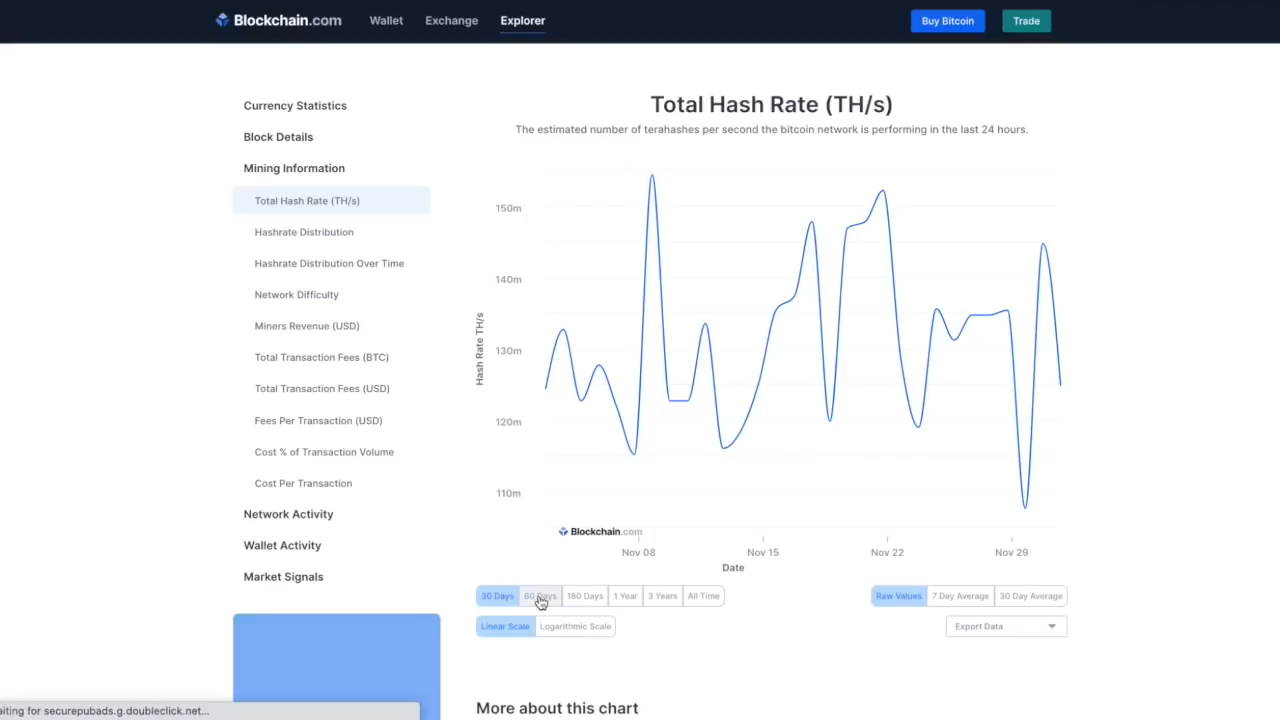 Blockchain.com Wallet Exchange Explorer Buy Bitcoin Trade
Currency Statistics
Block Details
Mining Information
Total Hash Rate (TH/s)
Hashrate Distribution
Hashrate Distribution Over Time
Network Difficulty
Miners Revenue (USD)
Total Transaction Fees (BTC)
Total Transaction Fees (USD)
Fees Per Transaction (USD)
Cost % of Transaction Volume
Cost Per Transaction
Network Activity
Wallet Activity
Market Signals
Total Hash Rate (TH/s)
The estimated number of terahashes per second the bitcoin network is performing in the last 24 hours.
150m
140m
130m
120m
110m
Hash Rate TH/s
Blockchain.com
Nov 08 Nov 15 Nov 22 Nov 29
Date
30 Days 60 Days 180 Days 1 Year 3 Years All Time Raw Values 7 Day Average 30 Day Average
Linear Scale Logarithmic Scale Export Data
More about this chart
aiting for securepubads.g.doubleclick.net...